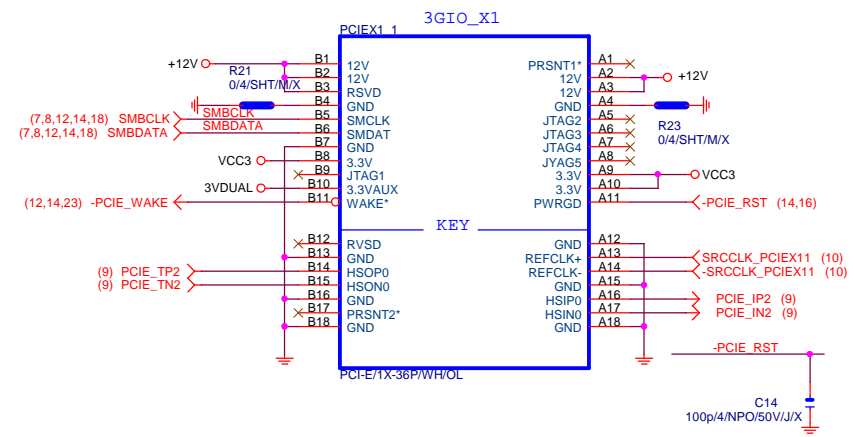 3GIO_X1
PCIEX1_1
+12V
R21
0/4/SHT/M/X
B1 12V PRSNT1* A1
B2 12V 12V A2 +12V
B3 RSVD 12V A3
B4 GND GND A4
(7,8,12,14,18) SMBCLK SMBCLK B5 SMCLK JTAG2 A5
(7,8,12,14,18) SMBDATA SMBDATA B6 SMDAT JTAG3 A6
R23
0/4/SHT/M/X
B7 GND JTAG4 A7
VCC3 B8 3.3V JYAG5 A8
B9 JTAG1 3.3V A9 VCC3
3VDUAL B10 3.3VAUX 3.3V A10
(12,14,23) -PCIE_WAKE B11 WAKE* PWRGD A11 -PCIE_RST (14,16)
KEY
B12 RVSD GND A12
B13 GND REFCLK+ A13 SRCCLK_PCIEX11 (10)
(9) PCIE_TP2 B14 HSOP0 REFCLK- A14 -SRCCLK_PCIEX11 (10)
(9) PCIE_TN2 B15 HSON0 GND A15
B16 GND HSIP0 A16 PCIE_IP2 (9)
B17 PRSNT2* HSIN0 A17 PCIE_IN2 (9)
B18 GND GND A18
-PCIE_RST
PCI-E/1X-36P/WH/OL
C14
100p/4/NPO/50V/J/X